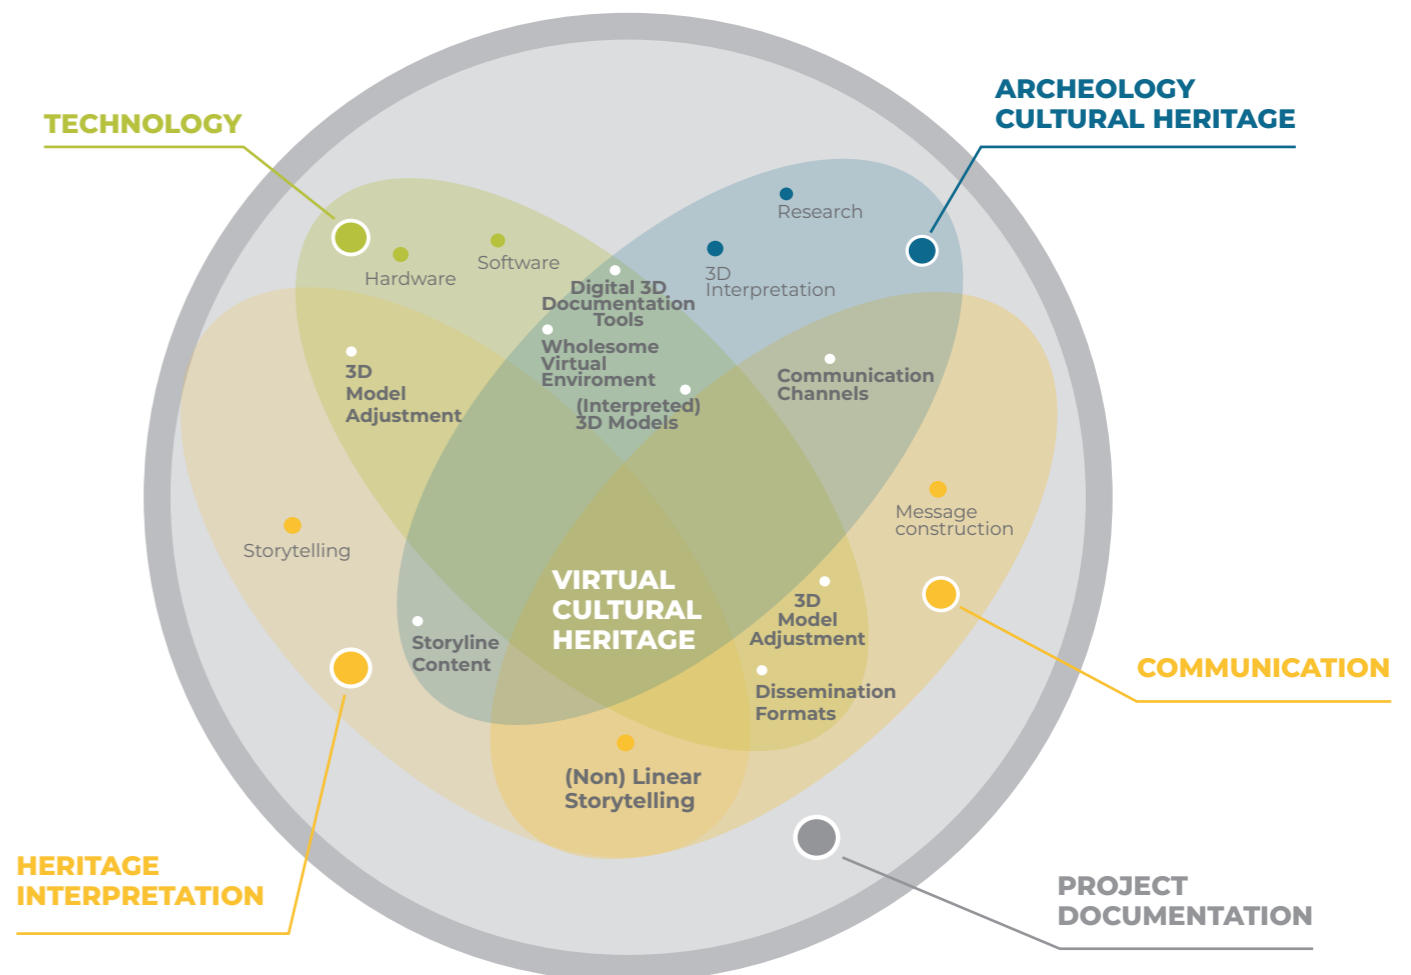 TECHNOLOGY
ARCHEOLOGY
CULTURAL HERITAGE
Research
Hardware
Software
3D
Interpretation
Digital 3D
Documentation
Tools
Wholesome
Virtual
Enviroment
(Interpreted)
3D Models
3D
Model
Adjustment
Communication
Channels
Message
construction
Storytelling
VIRTUAL
CULTURAL
HERITAGE
3D
Model
Adjustment
Storyline
Content
Dissemination
Formats
(Non) Linear
Storytelling
COMMUNICATION
HERITAGE
INTERPRETATION
PROJECT
DOCUMENTATION